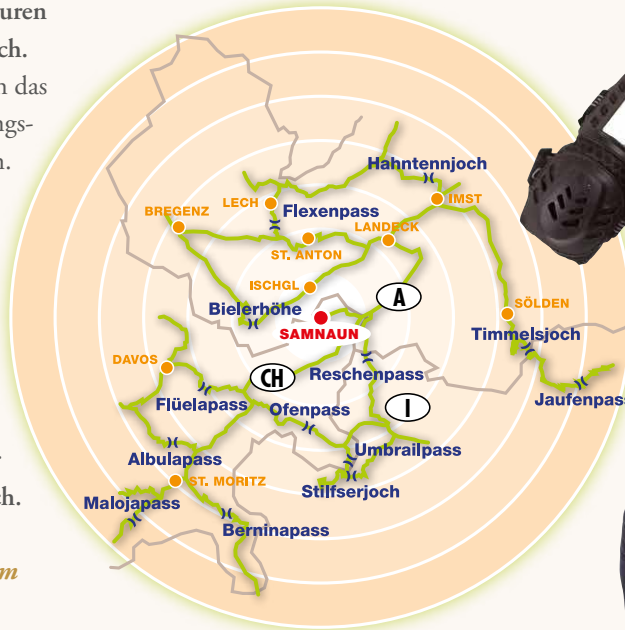 uren
ch.
n das
ngs-
n.
Hahntennjoch
IMST
LECH
Flexenpass
BREGENZ
LANDECK
ST. ANTON
ISCHGL
A
Bielerhöhe
SÖLDEN
SAMNAUN
Timmelsjoch
DAVOS
CH
Reschenpass
Jaufenpass
Flüelapass
Ofenpass
I
Umbrailpass
Albulapass
ST. MORITZ
Stilfserjoch
ch.
Malojapass
Berninapass
m